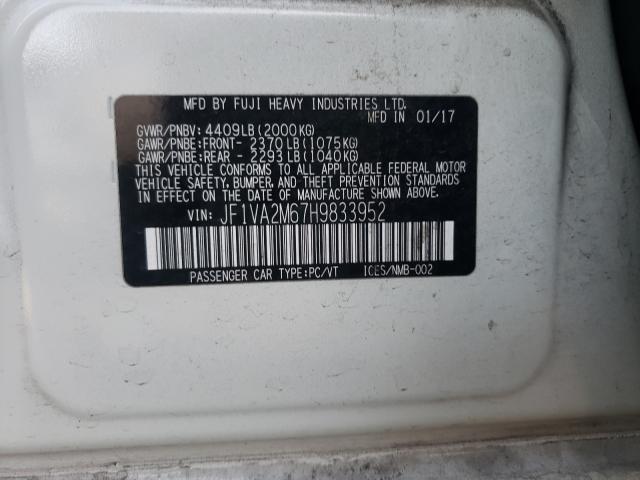 MFD BY FUJI HEAVY INDUSTRIES LTD.
MFD IN 01/17
GVWR/PNBV: 4409LB(2000KG)
GAWR/PNBE:FRONT- 2370LB(1075KG)
GAWR/PNBE:REAR - 2293LB(1040KG)
THIS VEHICLE CONFORMS TO ALL APPLICABLE FEDERAL MOTOR
VEHICLE SAFETY, BUMPER, AND THEFT PREVENTION STANDARDS
IN EFFECT ON THE DATE OF MANUFACTURE SHOWN ABOVE.
VIN: JF1VA2M67H9833952
PASSENGER CAR TYPE:PC/VT ICES/NMB-002